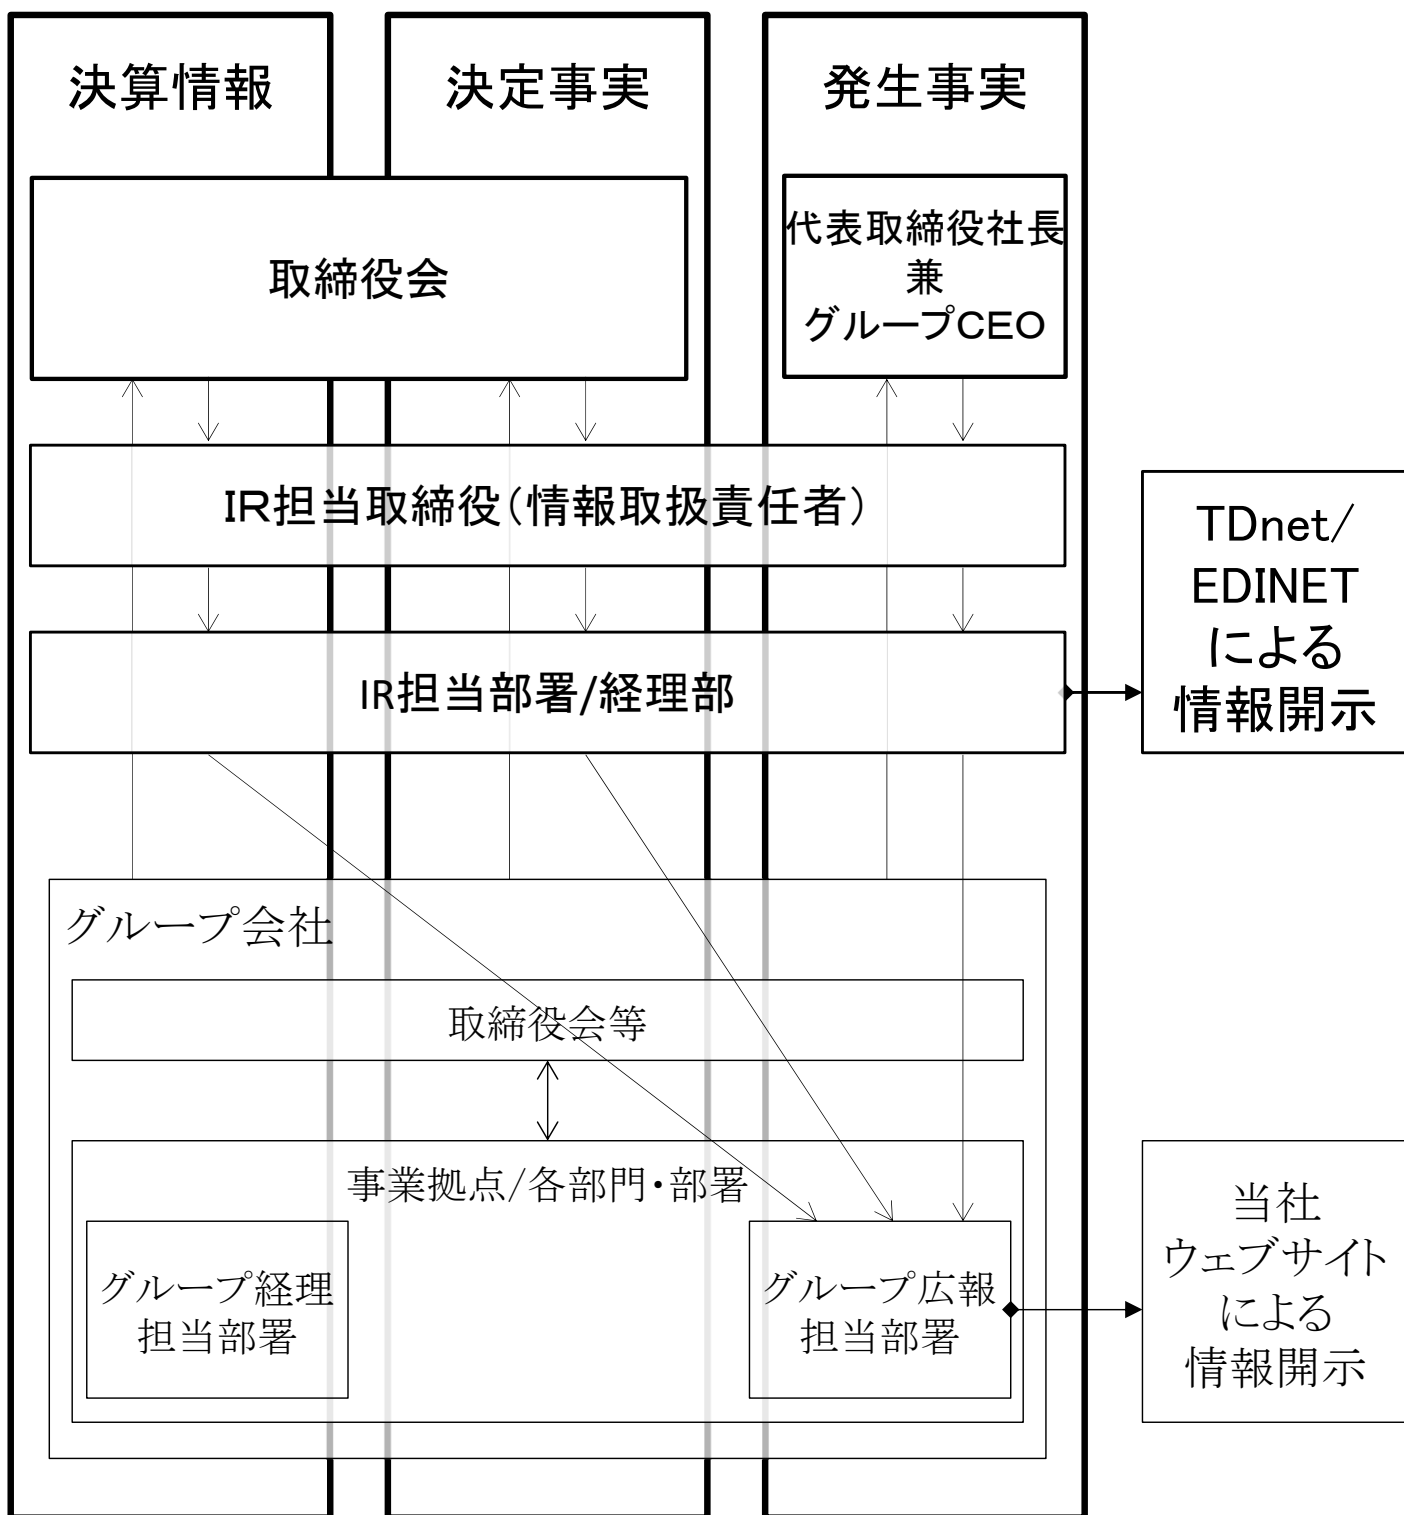 決算情報
決定事実
発生事実
取締役会
代表取締役社長
兼
グループCEO
IR担当取締役(情報取扱責任者)
TDnet/
EDINET
による
情報開示
IR担当部署/経理部
グループ会社
取締役会等
事業拠点/各部門・部署
グループ経理
担当部署
グループ広報
担当部署
当社
ウェブサイト
による
情報開示